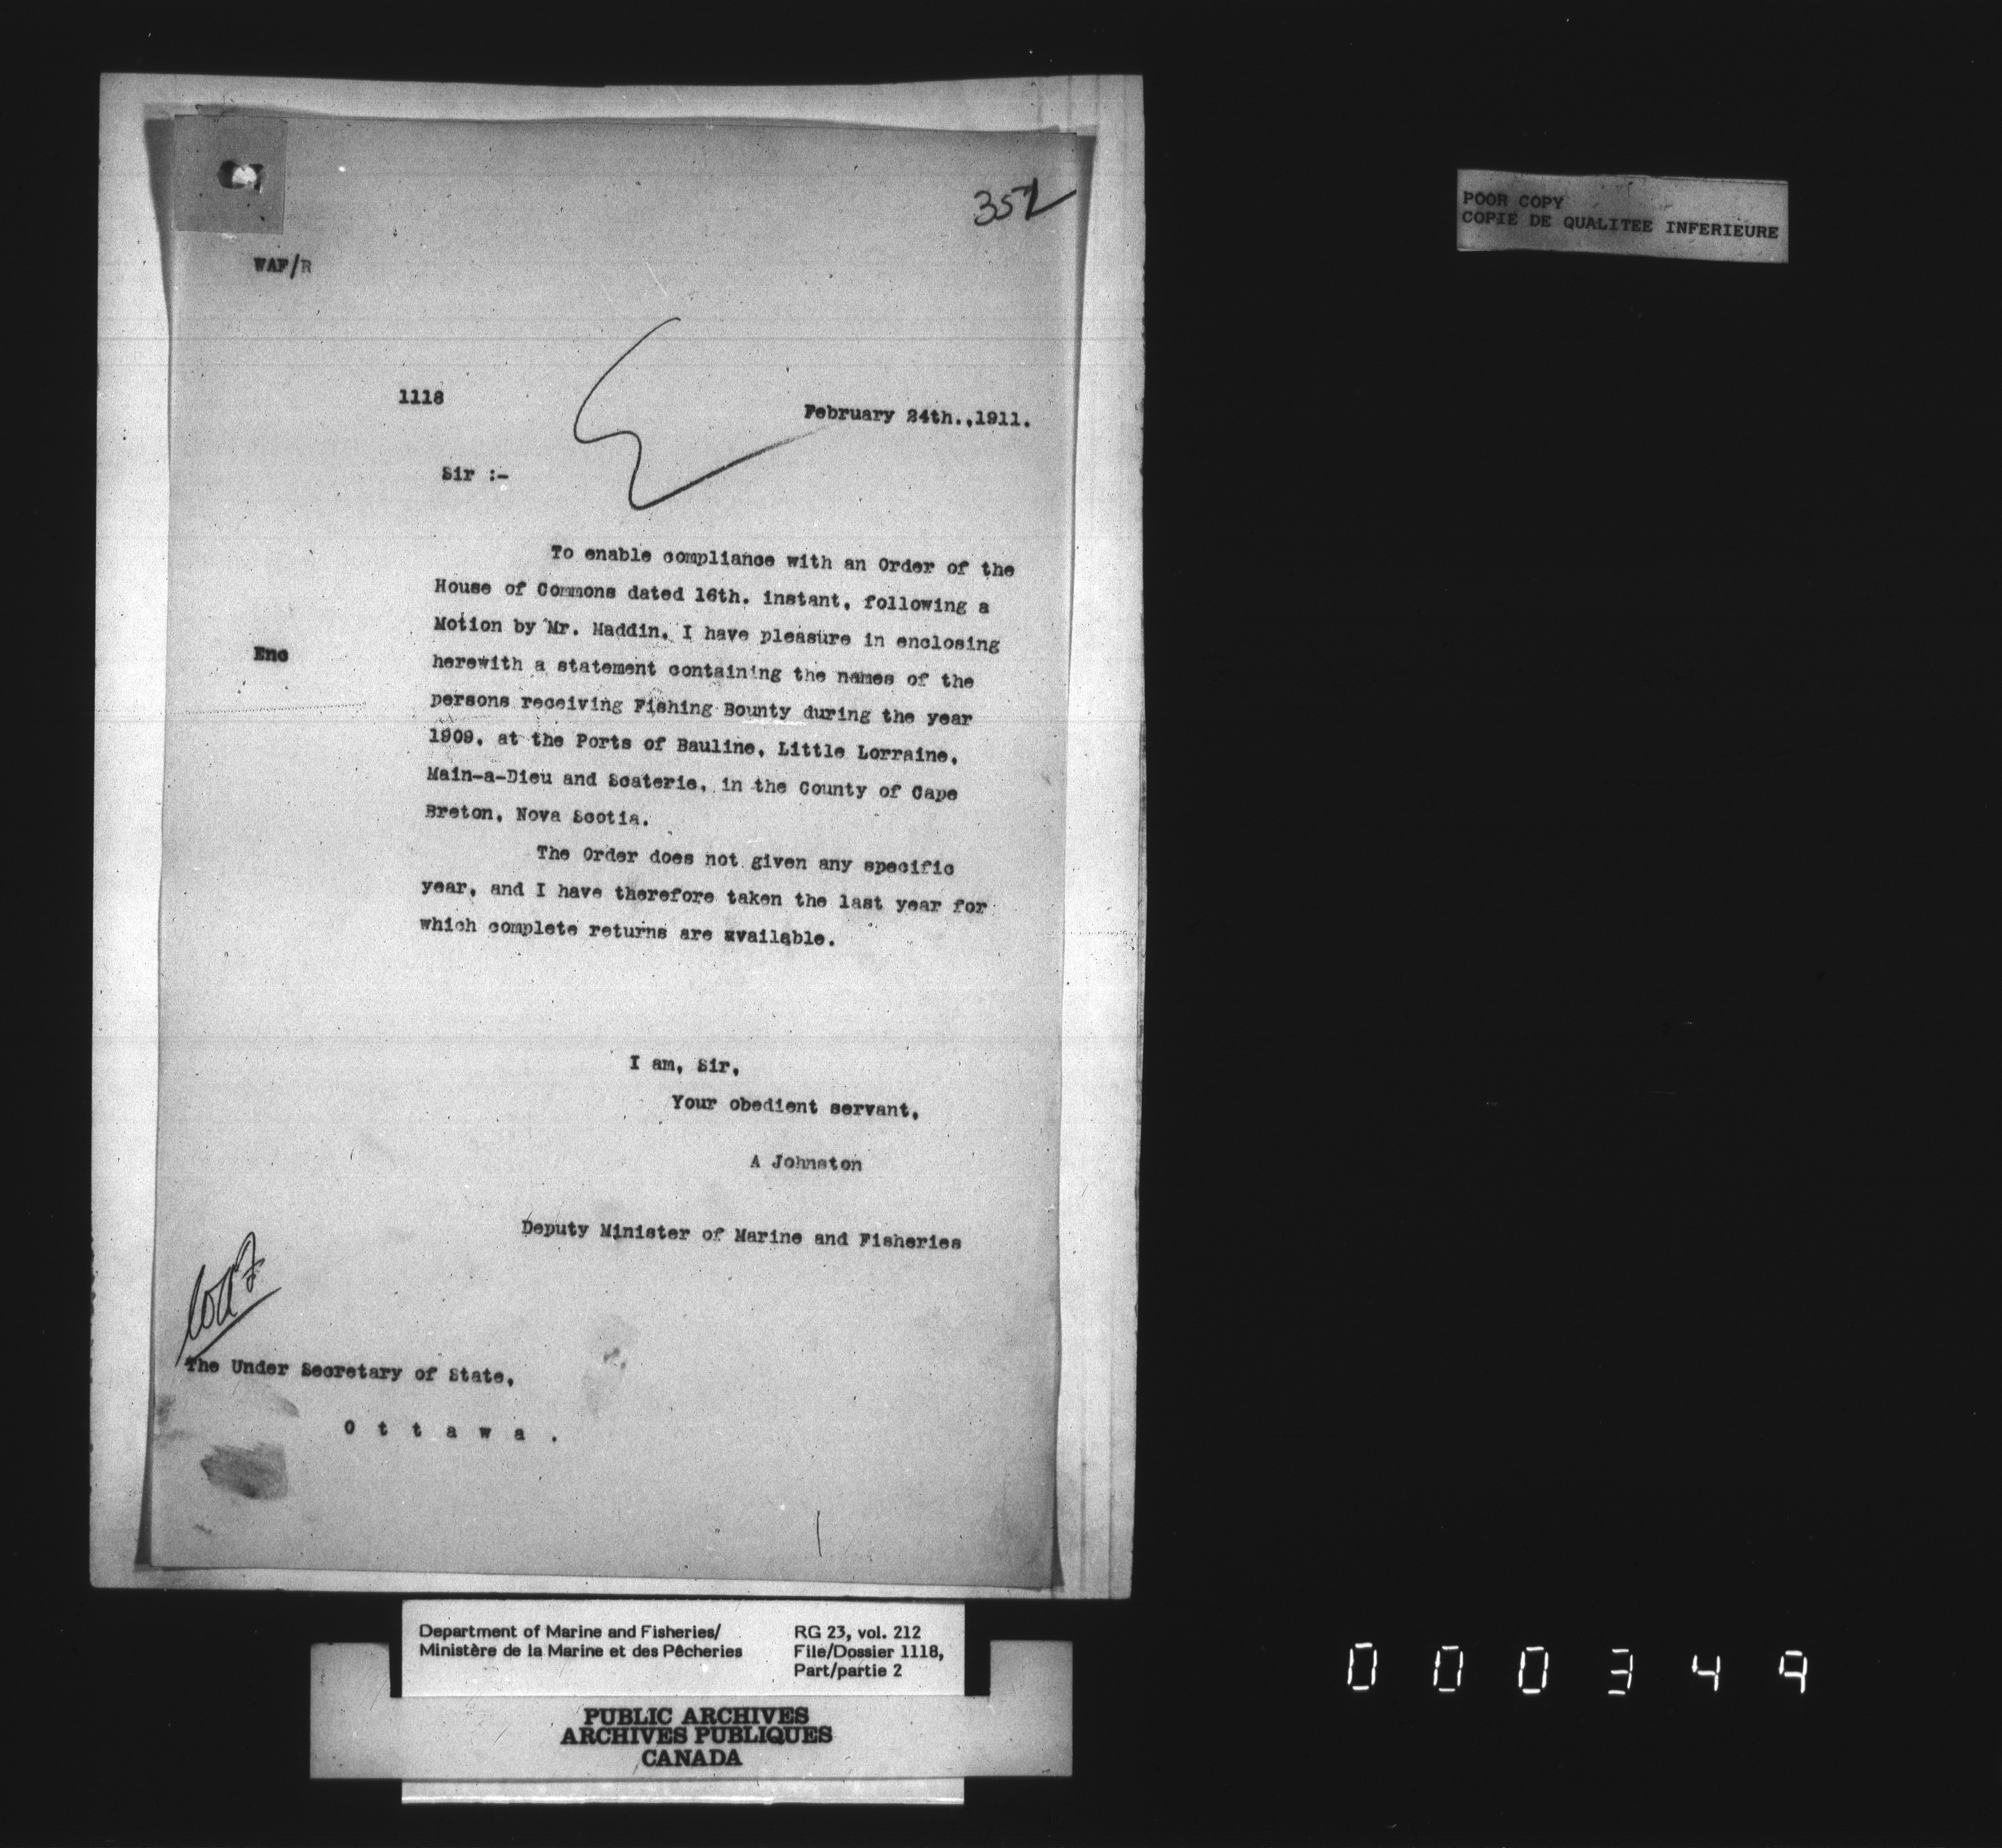 352
POOR COPY
COPIE DE QUALITEE INFERIEURE
WAF/R
1118
February 24th.,1911.
Sir :-
To enable compliance with an Order of the
House of Commons dated 16th. instant, following a
Motion by Mr. Maddin, I have pleasure in enclosing
Enc
herewith a statement containing the names of the
persons receiving Fishing Bounty during the year
1909, at the Ports of Bauline, Little Lorraine,
Main-a-Dieu and Scaterie, in the County of Cape
Breton, Nova Scotia.
The Order does not given any specific
year, and I have therefore taken the last year for
which complete returns are available.
I am, Sir,
Your obedient servant,
A Johnston
Deputy Minister of Marine and Fisheries
The Under Secretary of State,
O t t a w a .
Department of Marine and Fisheries/
Ministère de la Marine et des Pêcheries
RG 23, vol. 212
File/Dossier 1118,
Part/partie 2
PUBLIC ARCHIVES
ARCHIVES PUBLIQUES
CANADA
0 0 0 3 4 9